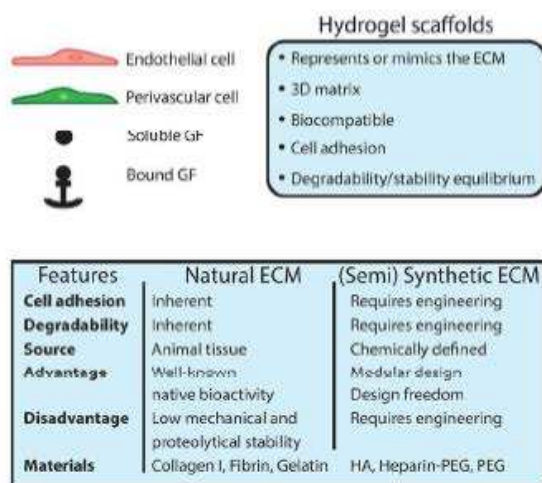 Hydrogel scaffolds
Endothelial cell
Perivascular cell
Soluble GF
Bound GF
• Represents or mimics the ECM
• 3D matrix
• Biocompatible
• Cell adhesion
• Degradability/stability equilibrium
Features Natural ECM (Semi) Synthetic ECM
Cell adhesion Inherent Requires engineering
Degradability Inherent Requires engineering
Source Animal tissue Chemically defined
Advantage Well-known Modular design
native bioactivity Design freedom
Disadvantage Low mechanical and Requires engineering
proteolytical stability
Materials Collagen I, Fibrin, Gelatin HA, Heparin-PEG, PEG